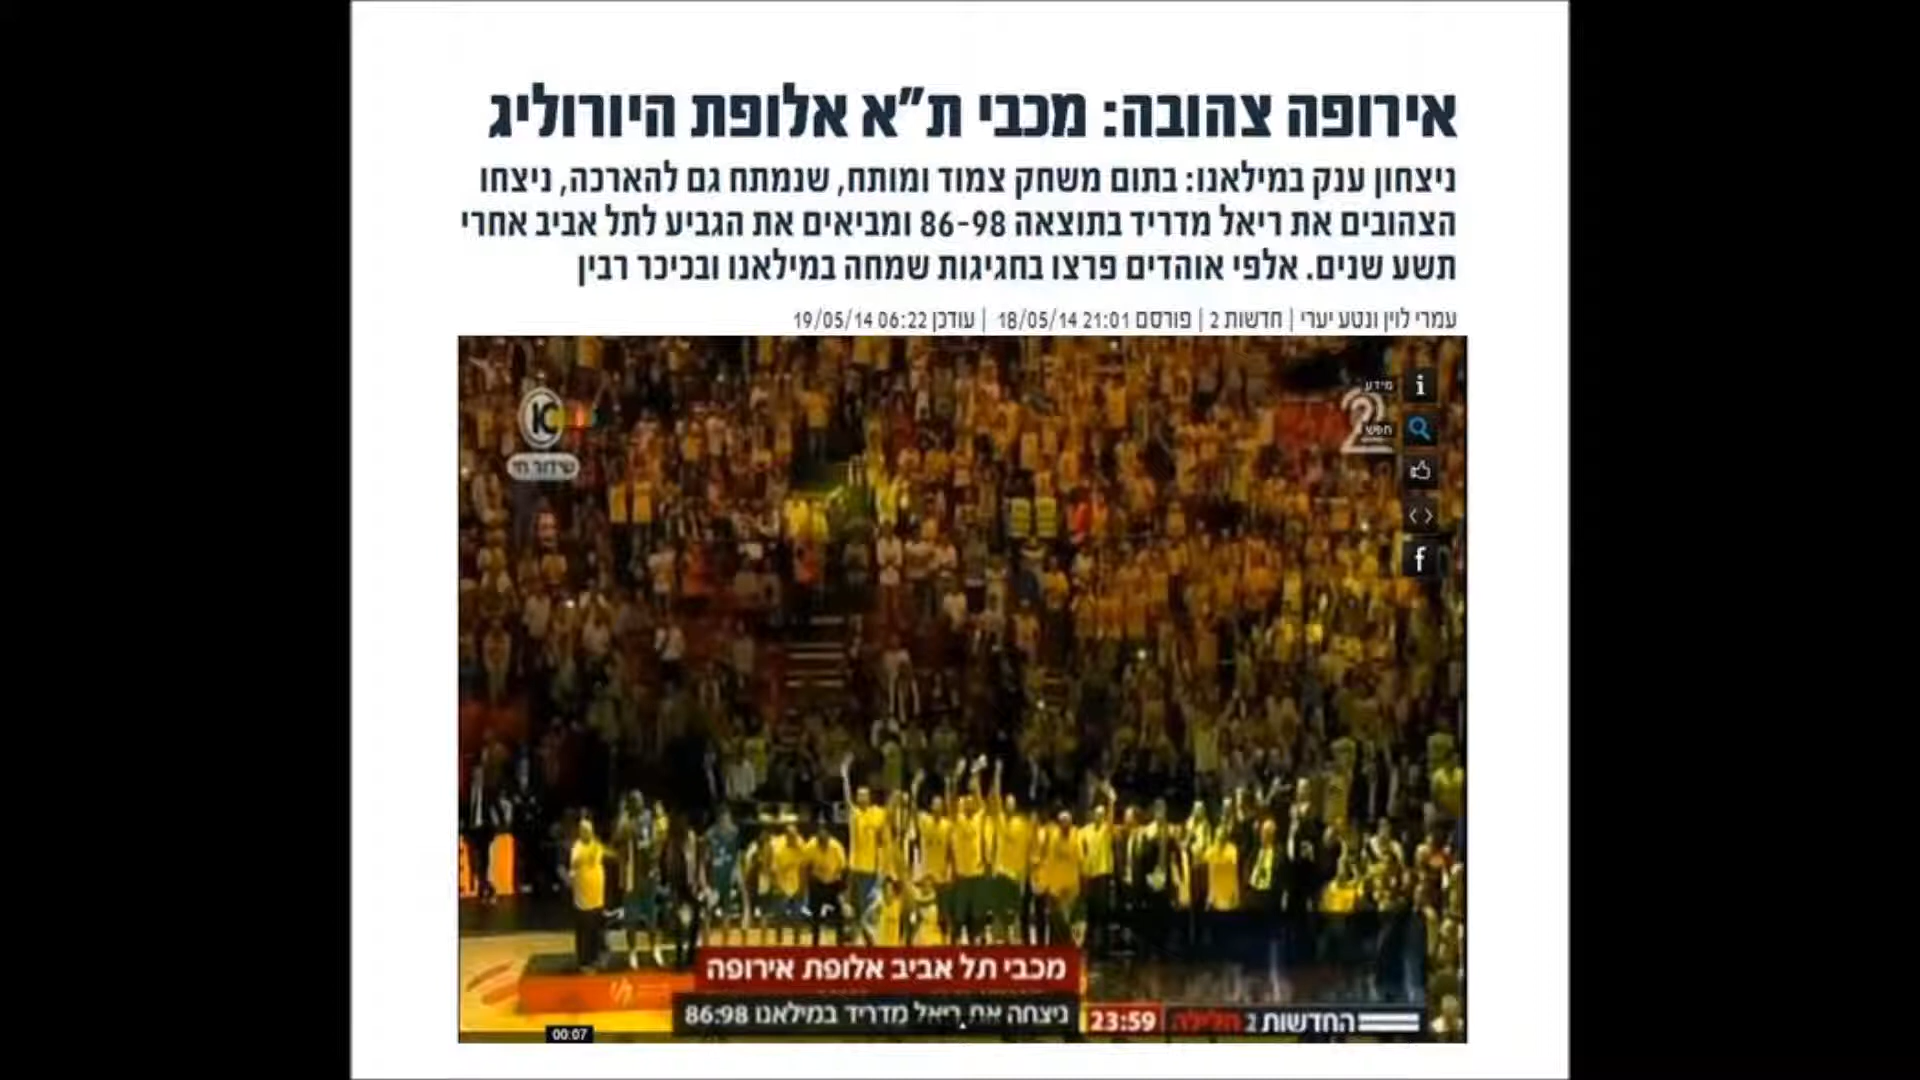 אירופה צהובה: מכבי ת"א אלופת היורוליג
ניצחון ענק במילאנו: בתום משחק צמוד ומותח, שנמתח גם להארכה, ניצחו
הצהובים את ריאל מדריד בתוצאה 86-98 ומביאים את הגביע לתל אביב אחרי
תשע שנים. אלפי אוהדים פרצו בחגיגות שמחה במילאנו ובכיכר רבין
עמרי לוין ונטע יערי | חדשות 2 | פורסם 21:01 18/05/14 | עודכן 06:22 19/05/14
מידע
2
חפשי
שידור חי
מכבי תל אביב אלופת אירופה
ניצחה את ריאל מדריד במילאנו 86:98
החדשות 2 הלילה 23:59
00:07